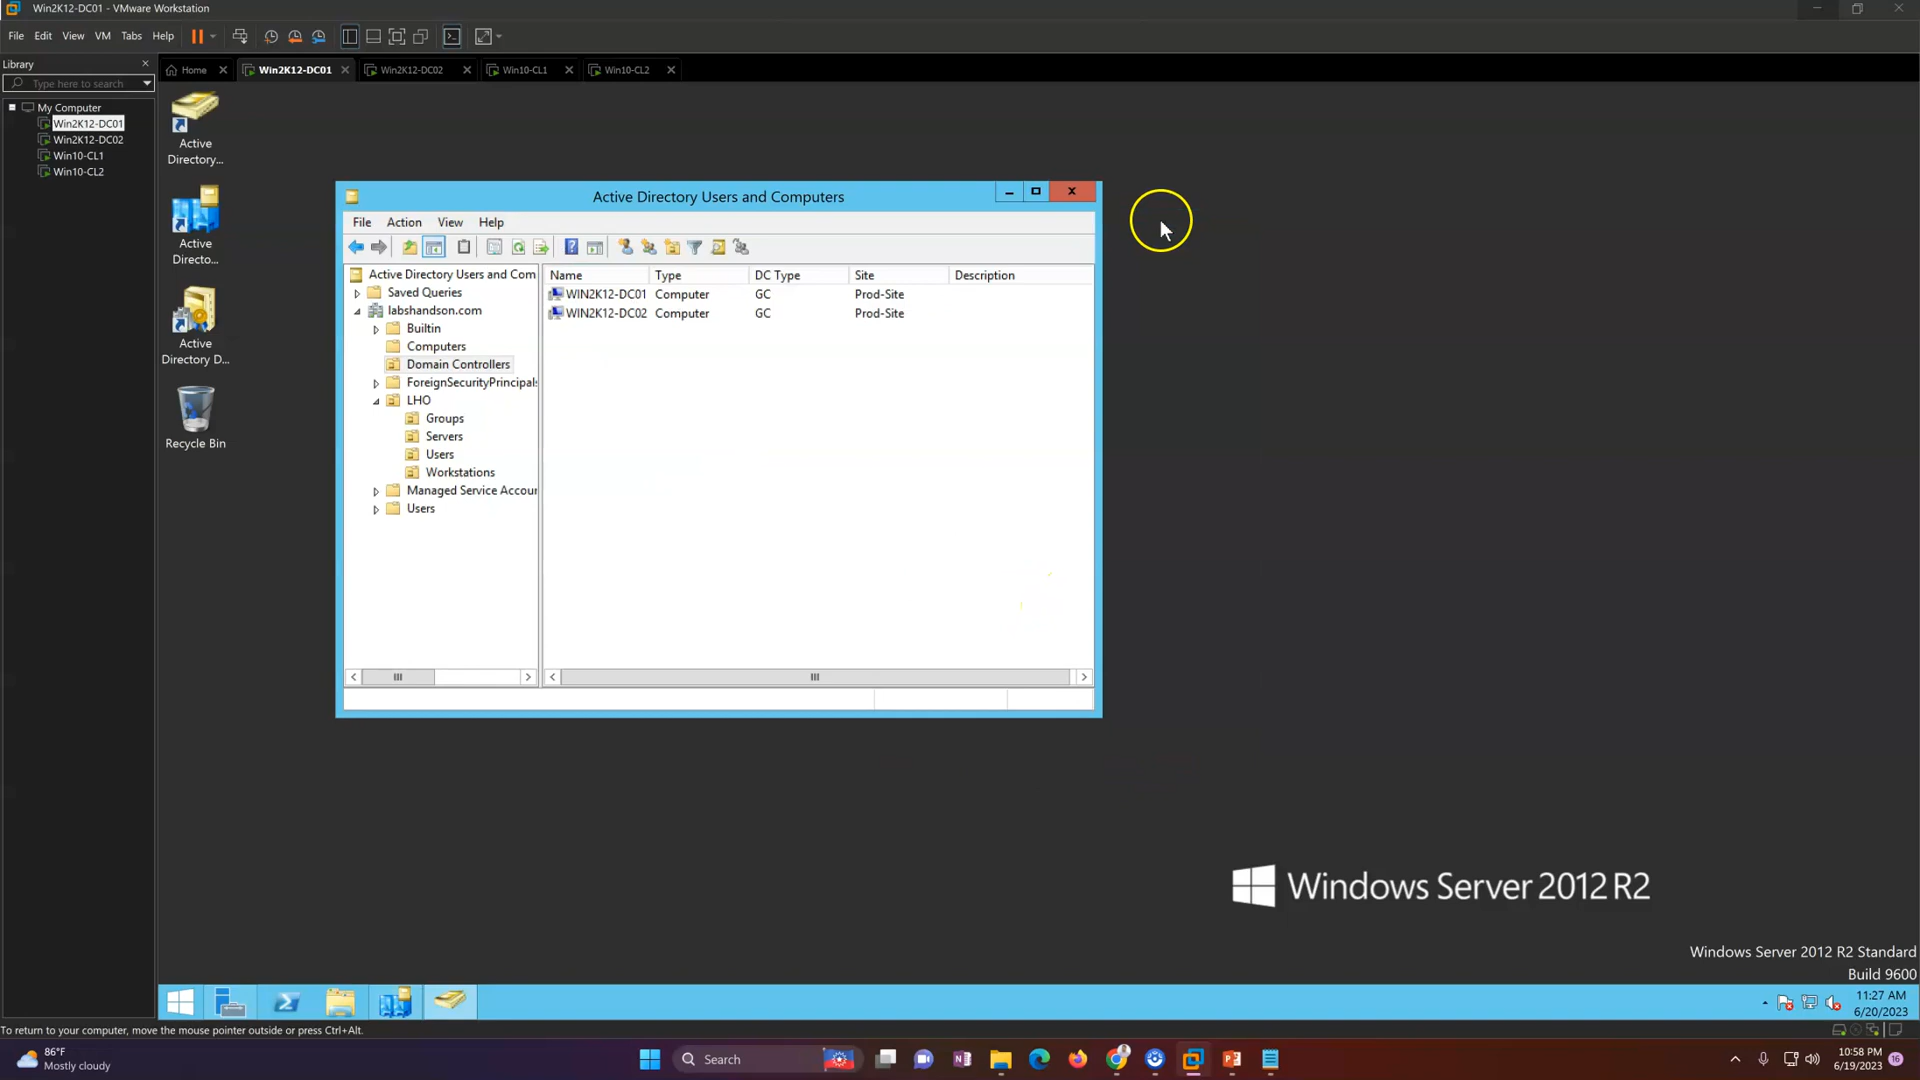 Win2K12-DC01 - VMware Workstation
File Edit View VM Tabs Help
Library
Type here to search
My Computer
Win2K12-DC01
Win2K12-DC02
Win10-CL1
Win10-CL2
Home
Win2K12-DC01
Win2K12-DC02
Win10-CL1
Win10-CL2
Active
Directory...
Active
Directo...
Active
Directory D...
Recycle Bin
Active Directory Users and Computers
File Action View Help
Active Directory Users and Com
Saved Queries
labshandson.com
Builtin
Computers
Domain Controllers
ForeignSecurityPrincipals
LHO
Groups
Servers
Users
Workstations
Managed Service Accour
Users
Name Type DC Type Site Description
WIN2K12-DC01 Computer GC Prod-Site
WIN2K12-DC02 Computer GC Prod-Site
Windows Server 2012 R2
Windows Server 2012 R2 Standard
Build 9600
11:27 AM
6/20/2023
To return to your computer, move the mouse pointer outside or press Ctrl+Alt.
86°F
Mostly cloudy
Search
10:58 PM
6/19/2023
16